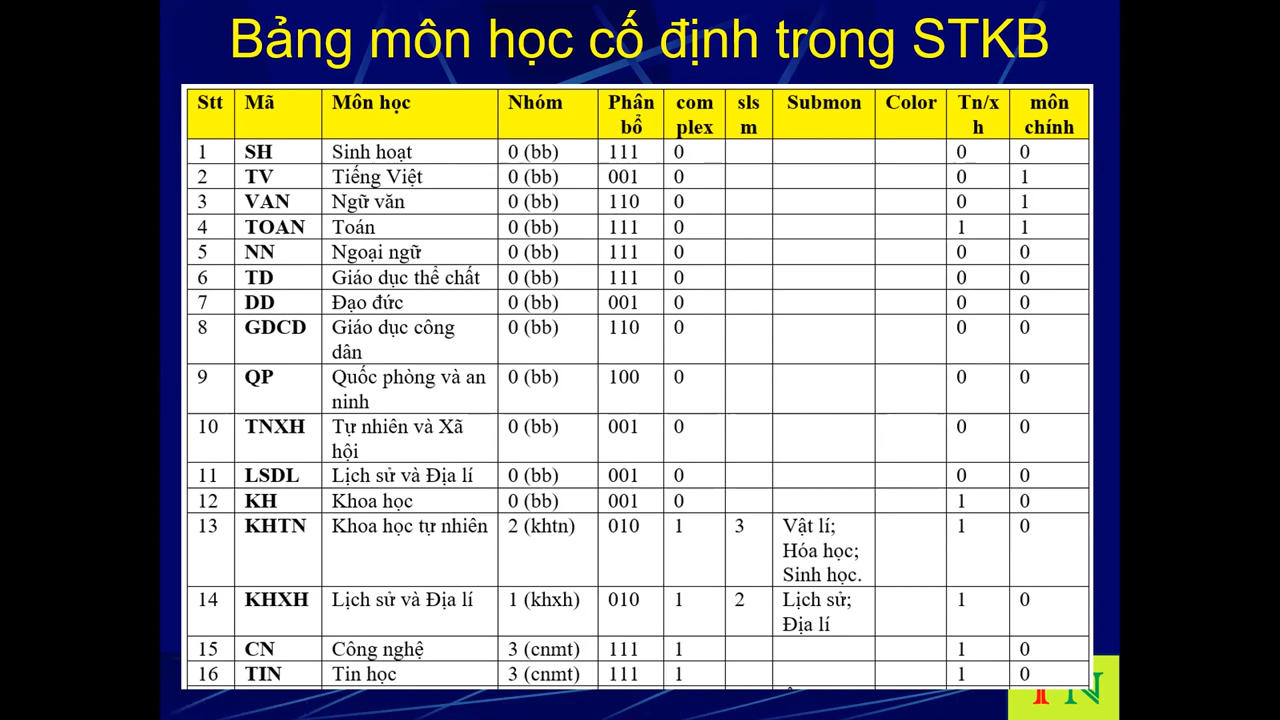 Bảng môn học cố định trong STKB
Stt Mã Môn học Nhóm Phân bổ com plex sls m Submon Color Tn/x h môn chính
1 SH Sinh hoạt 0 (bb) 111 0 0 0
2 TV Tiếng Việt 0 (bb) 001 0 0 1
3 VAN Ngữ văn 0 (bb) 110 0 0 1
4 TOAN Toán 0 (bb) 111 0 1 1
5 NN Ngoại ngữ 0 (bb) 111 0 0 0
6 TD Giáo dục thể chất 0 (bb) 111 0 0 0
7 DD Đạo đức 0 (bb) 001 0 0 0
8 GDCD Giáo dục công dân 0 (bb) 110 0 0 0
9 QP Quốc phòng và an ninh 0 (bb) 100 0 0 0
10 TNXH Tự nhiên và Xã hội 0 (bb) 001 0 0 0
11 LSDL Lịch sử và Địa lí 0 (bb) 001 0 0 0
12 KH Khoa học 0 (bb) 001 0 1 0
13 KHTN Khoa học tự nhiên 2 (khtn) 010 1 3 Vật lí; Hóa học; Sinh học. 1 0
14 KHXH Lịch sử và Địa lí 1 (khxh) 010 1 2 Lịch sử; Địa lí 1 0
15 CN Công nghệ 3 (cnmt) 111 1 1 0
16 TIN Tin học 3 (cnmt) 111 1 1 0